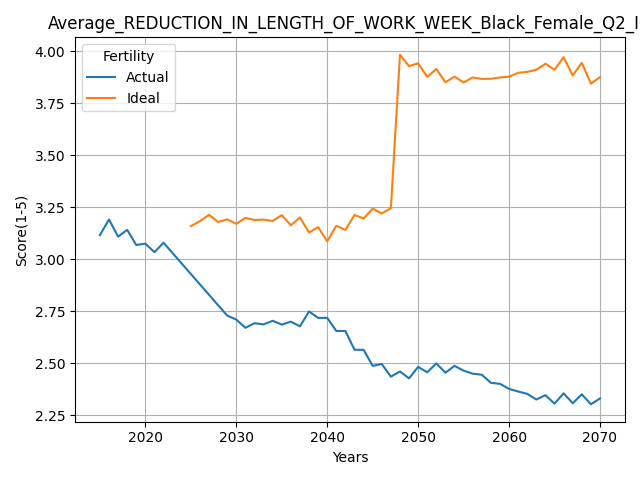 Average_REDUCTION_IN_LENGTH_OF_WORK_WEEK_Black_Female_Q2_I
Fertility
Actual
Ideal
4.00
3.75
3.50
3.25
3.00
2.75
2.50
2.25
Score(1-5)
2020 2030 2040 2050 2060 2070
Years